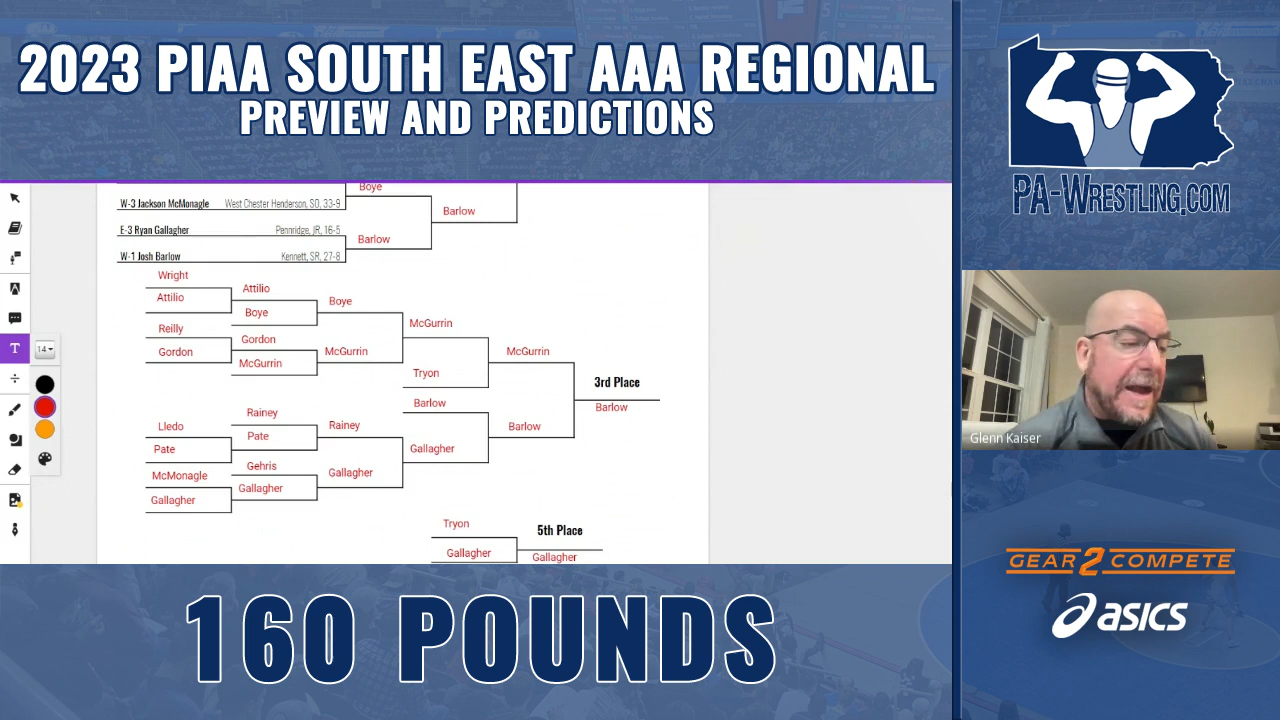 2023 PIAA SOUTH EAST AAA REGIONAL
PREVIEW AND PREDICTIONS
PA-WRESTLING.COM
Boye
W-3 Jackson McMonagle West Chester Henderson, SO, 33-9
Barlow
E-3 Ryan Gallagher Pennridge, JR, 16-5
Barlow
W-1 Josh Barlow Kennett, SR, 27-8
Wright
Attilio
Attilio
Boye
Boye
Reilly
Gordon
Gordon
McGurrin
McGurrin
McGurrin
Tryon
McGurrin
3rd Place
Barlow
Barlow
Barlow
Rainey
Lledo
Pate
Pate
Rainey
Gallagher
McMonagle
Gehris
Gallagher
Gallagher
Gallagher
Tryon
5th Place
Gallagher
Gallagher
T
14
Glenn Kaiser
GEAR 2 COMPETE
asics
160 POUNDS